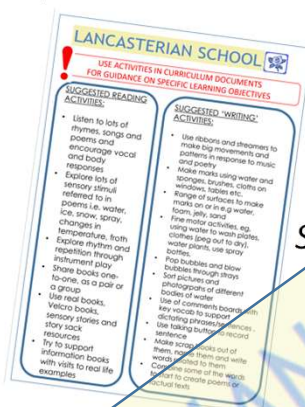 LANCASTERIAN SCHOOL
!
USE ACTIVITIES IN CURRICULUM DOCUMENTS
FOR GUIDANCE ON SPECIFIC LEARNING OBJECTIVES
SUGGESTED READING
ACTIVITIES:
• Listen to lots of
rhymes, songs and
poems and
encourage vocal
and body
responses
• Explore lots of
sensory stimuli
referred to in
poems i.e. water,
ice, snow, spray,
changes in
temperature, froth
• Explore rhythm and
repetition through
instrument play
• Share books one-
to-one, as a pair or
a group
• Use real books,
Velcro books,
sensory stories and
story sack
resources
• Try to support
information books
with visits to real life
examples
SUGGESTED 'WRITING'
ACTIVITIES:
• Use ribbons and streamers to
make big movements and
patterns in response to music
and poetry
• Make marks using water and
sponges, brushes, cloths on
windows, tables etc.
• Range of surfaces to make
marks on or in e.g water,
foam, jelly, sand
• Fine motor activities, eg.
using water to wash plates,
clothes (peg out to dry),
water plants, use spray
bottles.
• Pop bubbles and blow
bubbles through strays
• Sort pictures and
photogrpahs of different
bodies of water
• Use of comments boards with
key vocab to support
dictating phrases/sentences.
• Use talking buttons to record
sentence
• Make scrap books out of
them, name them and write
words related to them
• Combine some of the words
to start to create poems or
factual texts
S